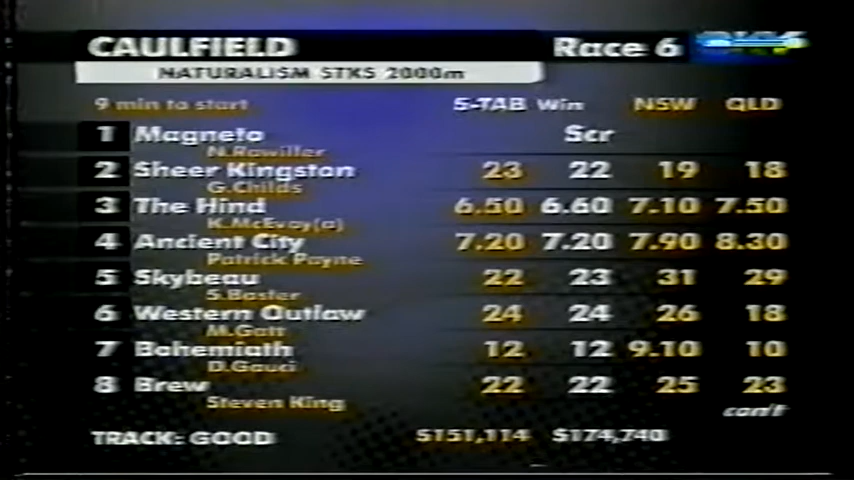 CAULFIELD Race 6
NATURALISM STKS 2000m
9 min to start S-TAB Win NSW QLD
1 Magneto Scr
N.Rawiller
2 Sheer Kingston 23 22 19 18
G.Childs
3 The Hind 6.50 6.60 7.10 7.50
K.McEvoy(a)
4 Ancient City 7.20 7.20 7.90 8.30
Patrick Payne
5 Skybeau 22 23 31 29
S.Baster
6 Western Outlaw 24 24 26 18
M.Gatt
7 Bohemiath 12 12 9.10 10
D.Gauci
8 Brew 22 22 25 23
Steven King
con't
TRACK: GOOD $151,114 $174,740